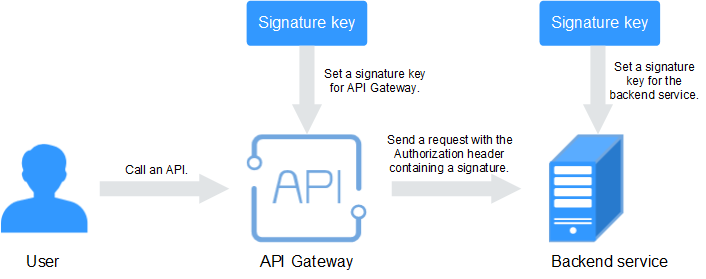 Signature key
Signature key
Set a signature key
for API Gateway.
Set a signature
key for the
backend service.
Call an API.
Send a request with the
Authorization header
containing a signature.
API
User
API Gateway
Backend service